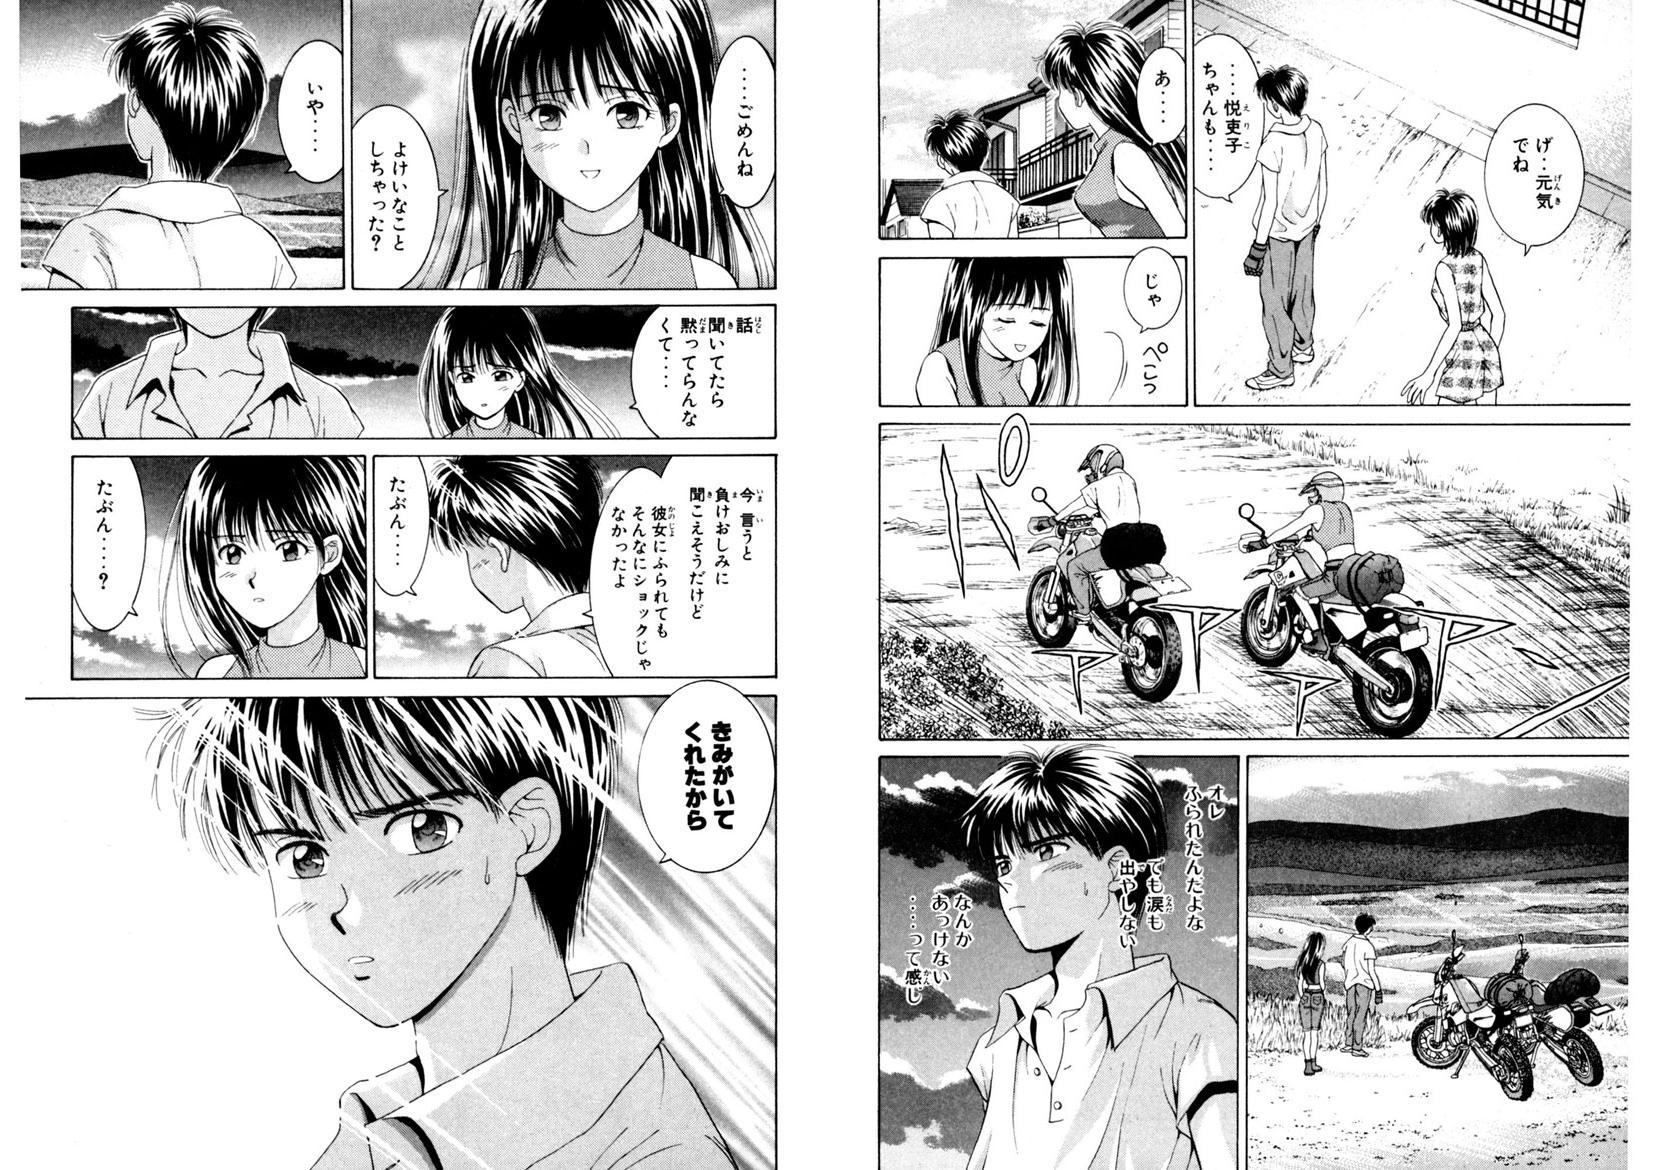 げ‥元気
でね
‥‥悦吏子
ちゃんも‥‥
あ‥‥
じゃ
ぺこっ
オレ
ふられたんだよな
でも涙も
出やしない
なんか
あっけない
‥‥って感じ
‥‥ごめんね
よけいなこと
しちゃった?
いや‥‥
話
聞いてたら
黙ってらんな
くて‥‥
今言うと
負けおしみに
聞こえそうだけど
彼女にふられても
そんなにショックじゃ
なかったよ
たぶん‥‥
たぶん‥‥?
きみがいて
くれたから